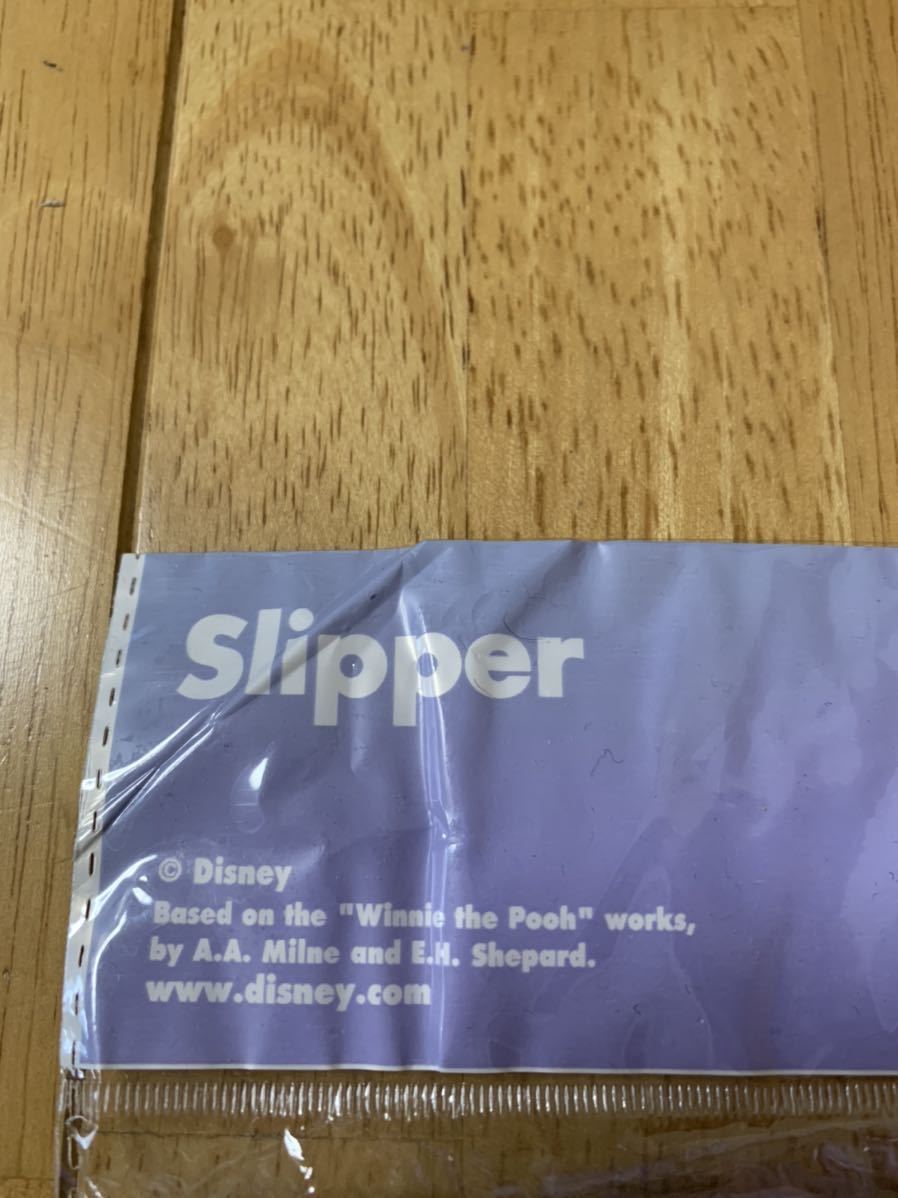 Slipper
© Disney
Based on the "Winnie the Pooh" works,
by A.A. Milne and E.H. Shepard.
www.disney.com